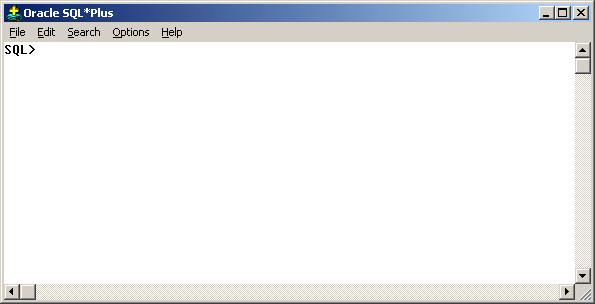 Oracle SQL*Plus
File Edit Search Options Help
SQL>